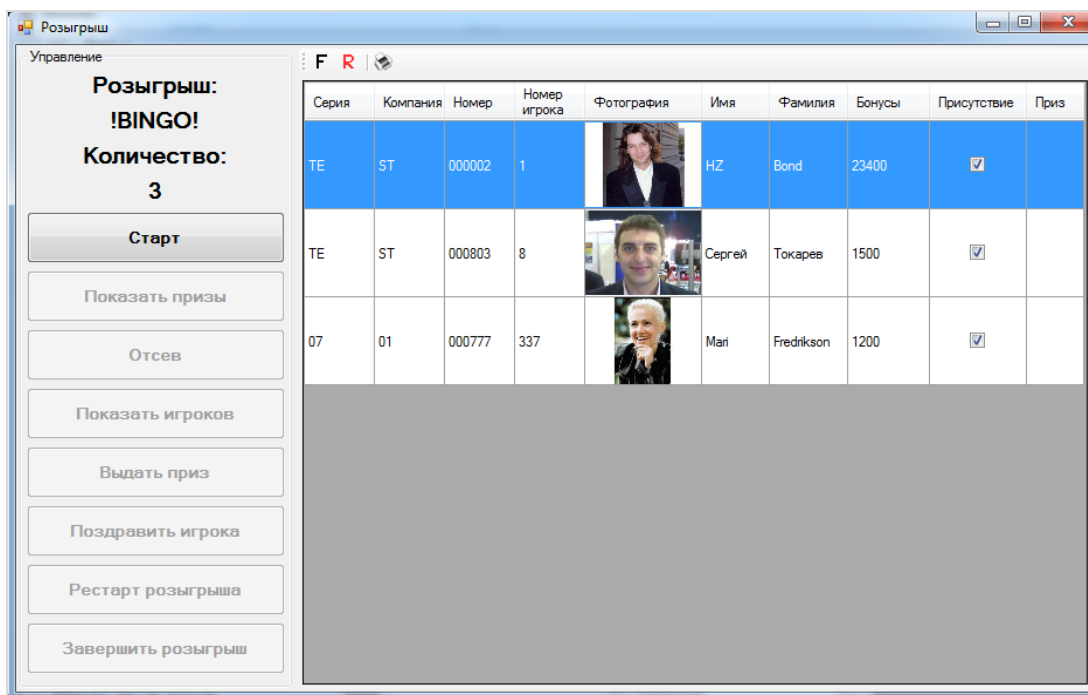 Розыгрыш
Управление
Розыгрыш:
!BINGO!
Количество:
3
Старт
Показать призы
Отсев
Показать игроков
Выдать приз
Поздравить игрока
Рестарт розыгрыша
Завершить розыгрыш
F R
Серия Компания Номер Номер игрока Фотография Имя Фамилия Бонусы Присутствие Приз
TE ST 000002 1 HZ Bond 23400
TE ST 000803 8 Сергей Токарев 1500
07 01 000777 337 Mari Fredrikson 1200